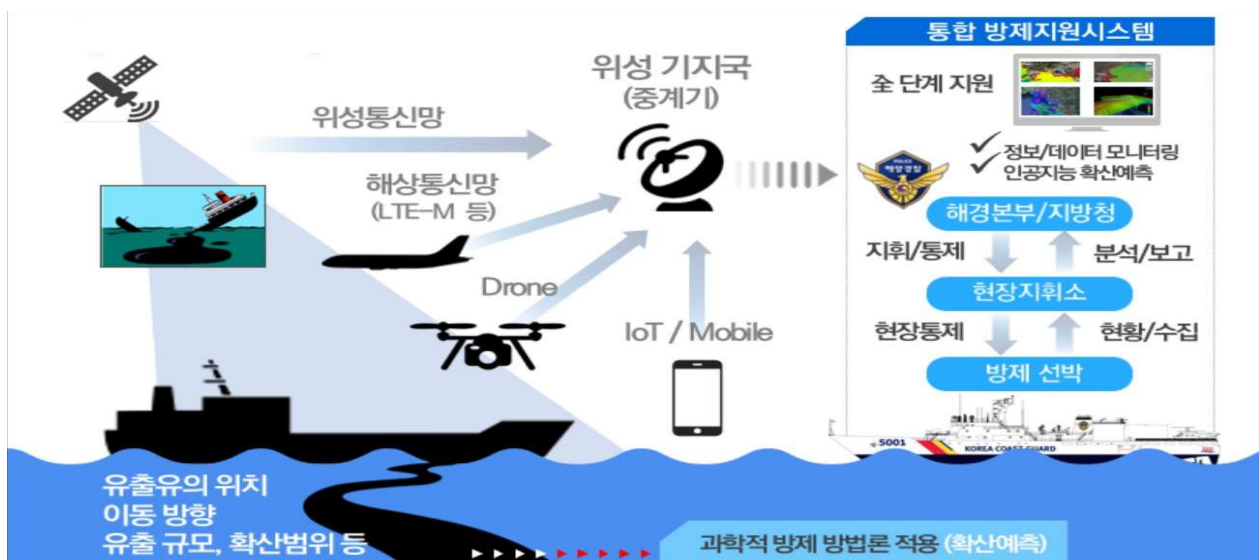 통합 방제지원시스템
위성 기지국
(중계기)
全 단계 지원
위성통신망
✓ 정보/데이터 모니터링
✓ 인공지능 확산예측
해양경찰
해상통신망
(LTE-M 등)
해경본부/지방청
지휘/통제
분석/보고
Drone
현장지휘소
IoT / Mobile
현장통제
현황/수집
방제 선박
5001
KOREA COAST GUARD
유출유의 위치
이동 방향
유출 규모, 확산범위 등
과학적 방제 방법론 적용 (확산예측)